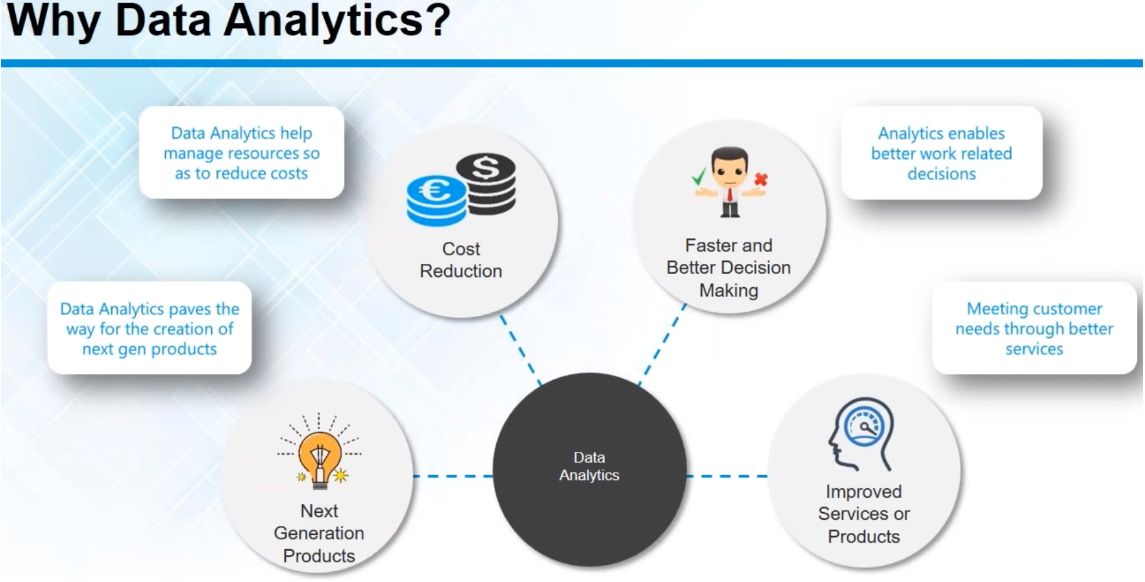 Why Data Analytics?
Data Analytics help
manage resources so
as to reduce costs
€
$
Cost
Reduction
Faster and
Better Decision
Making
Analytics enables
better work related
decisions
Data Analytics paves the
way for the creation of
next gen products
Meeting customer
needs through better
services
Next
Generation
Products
Data
Analytics
Improved
Services or
Products